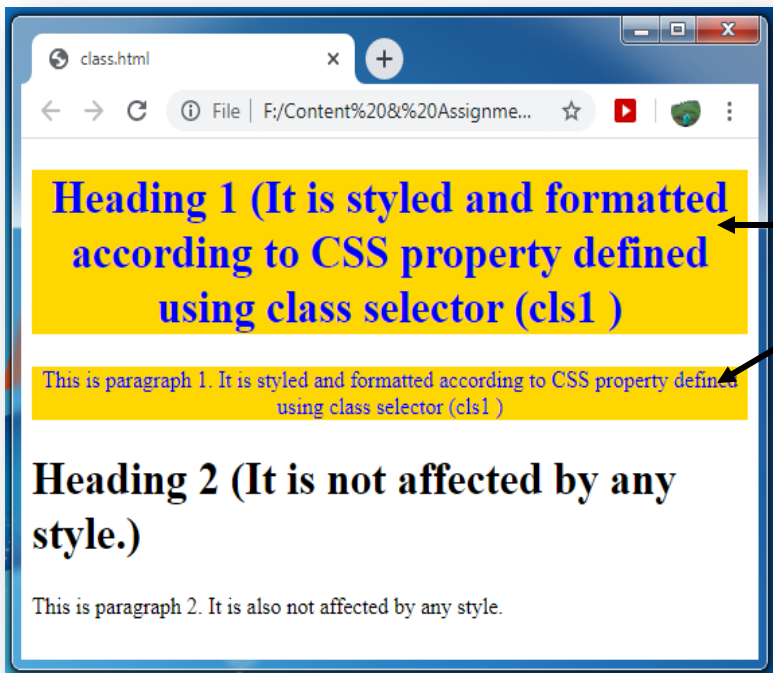 class.html
File | F:/Content%20&%20Assignme...
Heading 1 (It is styled and formatted
according to CSS property defined
using class selector (cls1 )
This is paragraph 1. It is styled and formatted according to CSS property defined
using class selector (cls1 )
Heading 2 (It is not affected by any
style.)
This is paragraph 2. It is also not affected by any style.